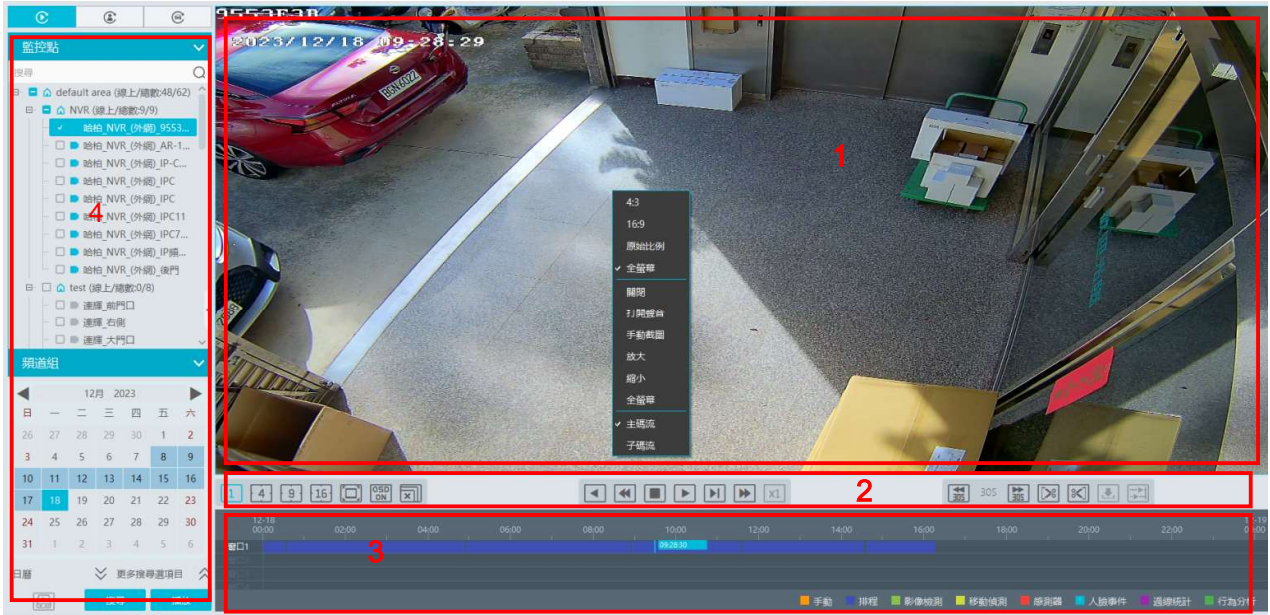 監控點
搜尋
default area (線上/總數:48/62)
NVR (線上/總數:9/9)
哈柏_NVR_(外網)_9553...
哈柏_NVR_(外網)_AR-1...
哈柏_NVR_(外網)_IP-C...
哈柏_NVR_(外網)_IPC
哈柏_NVR_(外網)_IPC
哈柏_NVR_(外網)_IPC11
哈柏_NVR_(外網)_IPC7...
哈柏_NVR_(外網)_IP頻...
哈柏_NVR_(外網)_後門
test (線上/總數:0/8)
連輝_前門口
連輝_右側
連輝_大門口
4
頻道組
12月 2023
日 一 二 三 四 五 六
26 27 28 29 30 1 2
3 4 5 6 7 8 9
10 11 12 13 14 15 16
17 18 19 20 21 22 23
24 25 26 27 28 29 30
31 1 2 3 4 5 6
日曆 更多搜尋選項目
搜尋 播放
2023/12/18 09:28:29
BGN 6022
1
4:3
16:9
原始比例
全螢幕
關閉
打開聲音
手動截圖
放大
縮小
全螢幕
主碼流
子碼流
1 4 9 16 OSD ON X1 2 30S 30S 30S
12-18 12-19
00:00 02:00 04:00 06:00 08:00 10:00 12:00 14:00 16:00 18:00 20:00 22:00 00:00
窗口1 09:28:30
3
手動 排程 影像檢測 移動偵測 感測器 人臉事件 過線統計 行為分析